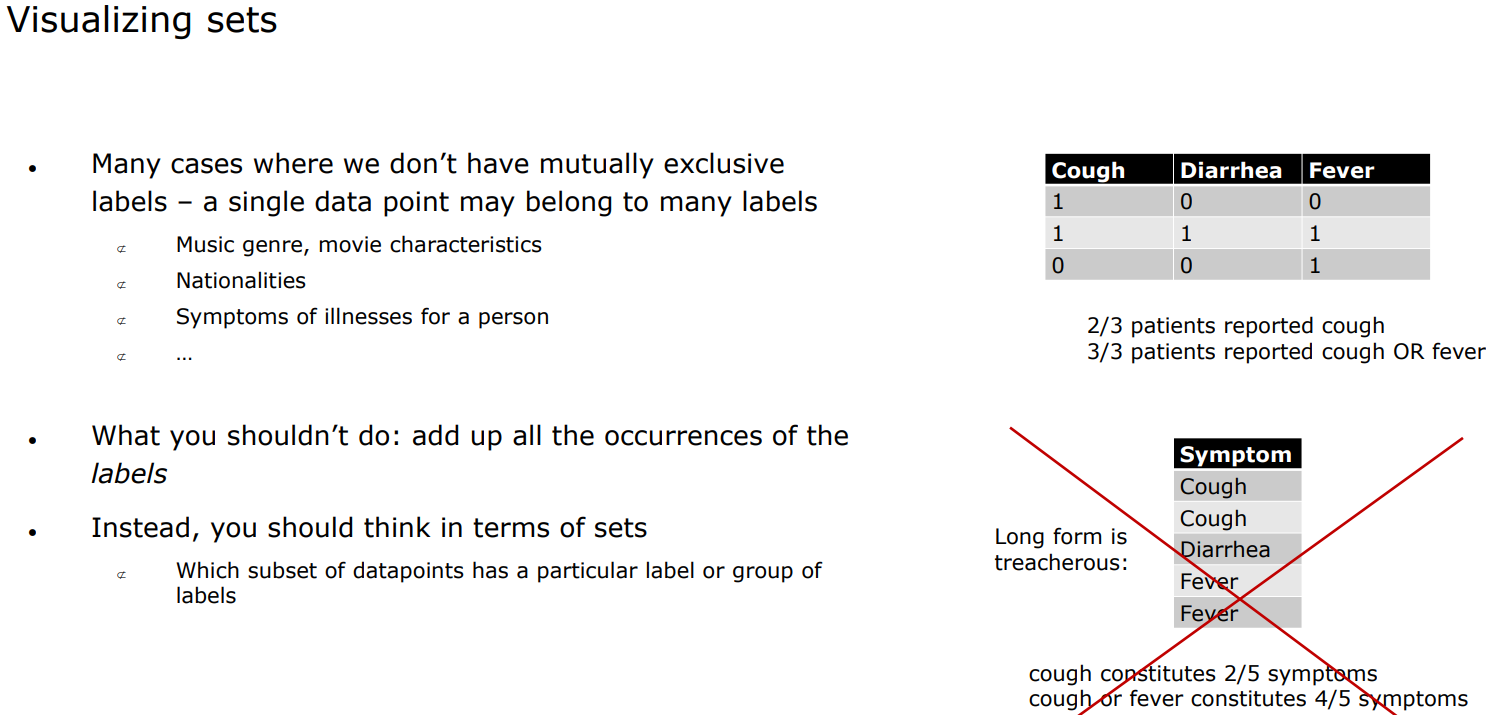 Visualizing sets
• Many cases where we don’t have mutually exclusive
labels – a single data point may belong to many labels
⊄ Music genre, movie characteristics
⊄ Nationalities
⊄ Symptoms of illnesses for a person
⊄ ...
• What you shouldn’t do: add up all the occurrences of the
labels
• Instead, you should think in terms of sets
⊄ Which subset of datapoints has a particular label or group of
labels
Cough Diarrhea Fever
1 0 0
1 1 1
0 0 1
2/3 patients reported cough
3/3 patients reported cough OR fever
Long form is
treacherous:
Symptom
Cough
Cough
Diarrhea
Fever
Fever
cough constitutes 2/5 symptoms
cough or fever constitutes 4/5 symptoms